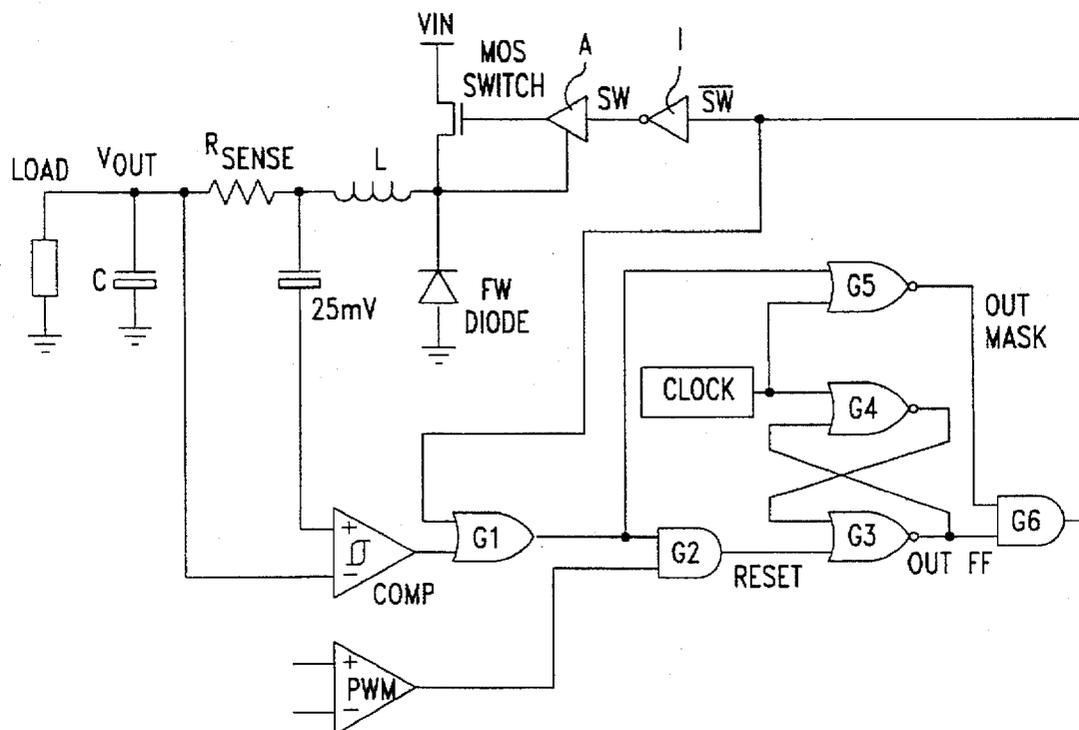 VIN
MOS
SWITCH
A
I
SW
S̅W̅
LOAD
VOUT
RSENSE
L
C
25mV
FW
DIODE
G5
OUT
MASK
CLOCK
G4
+
−
COMP
G1
G2
RESET
G3
OUT FF
G6
+
−
PWM